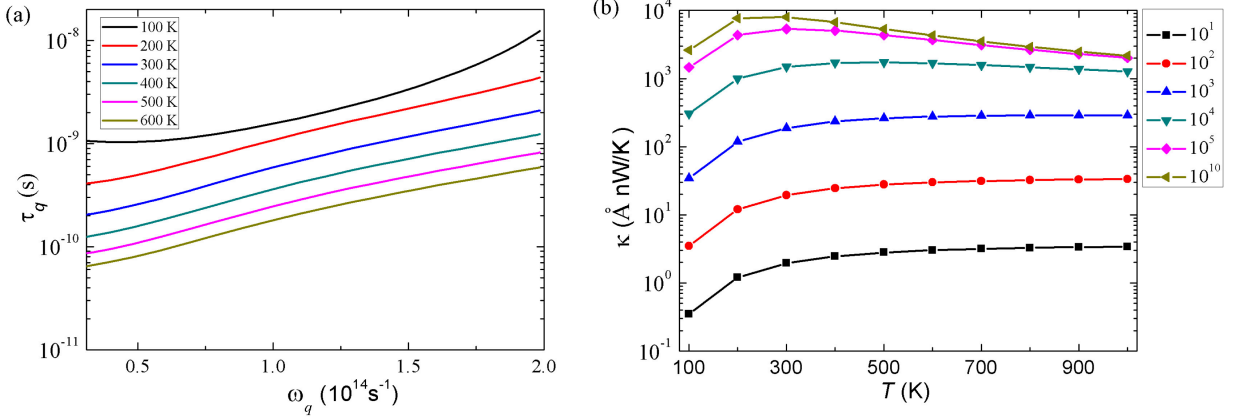 (a)
100 K
200 K
300 K
400 K
500 K
600 K
10⁻⁸
10⁻⁹
10⁻¹⁰
10⁻¹¹
τ_q (s)
0.5 1.0 1.5 2.0
ω_q (10¹⁴s⁻¹)
(b)
10⁴
10³
10²
10¹
10⁰
10⁻¹
κ (Å nW/K)
100 300 500 700 900
T (K)
10¹
10²
10³
10⁴
10⁵
10¹⁰